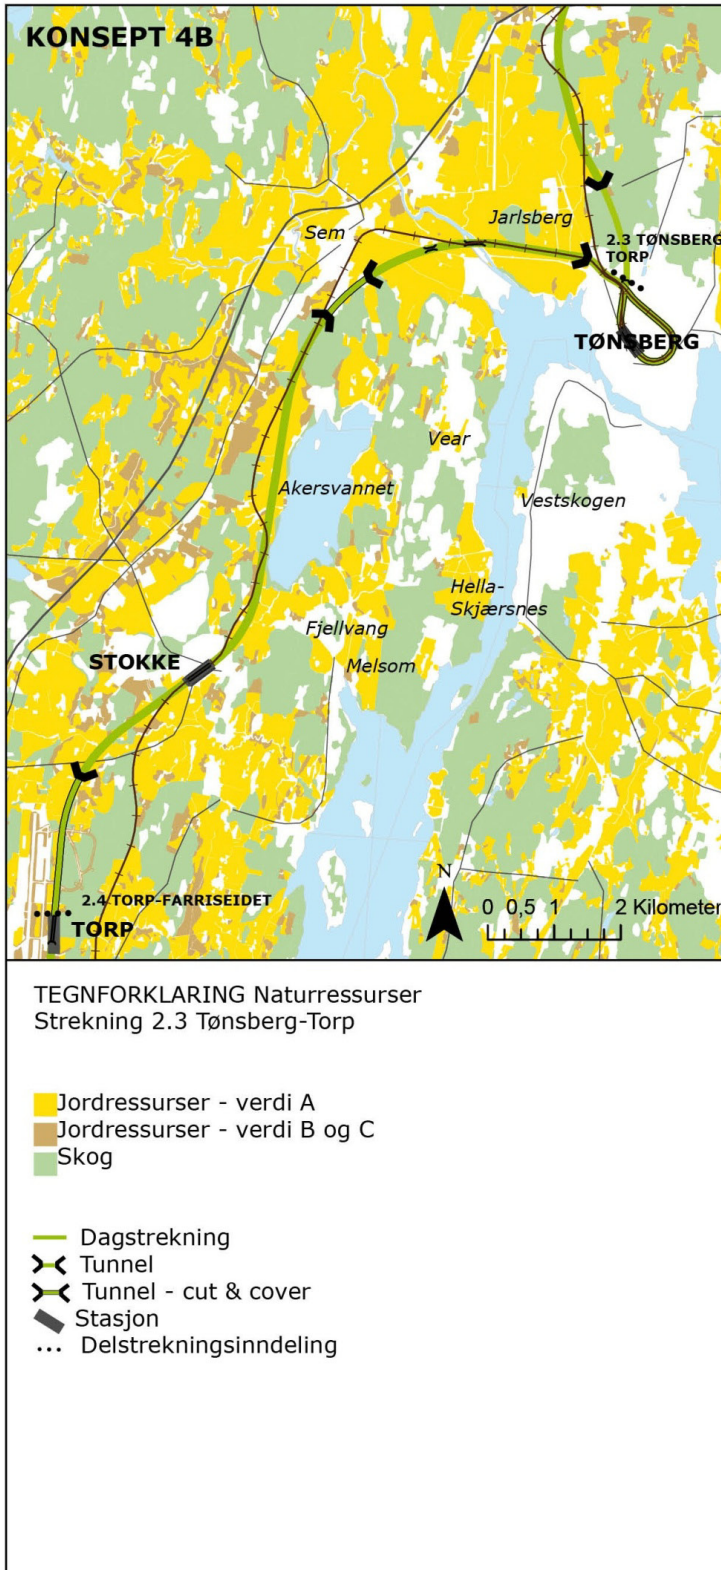 KONSEPT 4B
Jarlsberg
Sem
2.3 TØNSBERG
TORP
TØNSBERG
Vear
Akersvannet
Vestskogen
Hella-
Skjærsnes
Fjellvang
STOKKE
Melsom
N
2.4 TORP-FARRISEIDET
0 0,5 1 2 Kilometer
TORP
TEGNFORKLARING Naturressurser
Strekning 2.3 Tønsberg-Torp
Jordressurser - verdi A
Jordressurser - verdi B og C
Skog
Dagstrekning
Tunnel
Tunnel - cut & cover
Stasjon
Delstrekningsinndeling